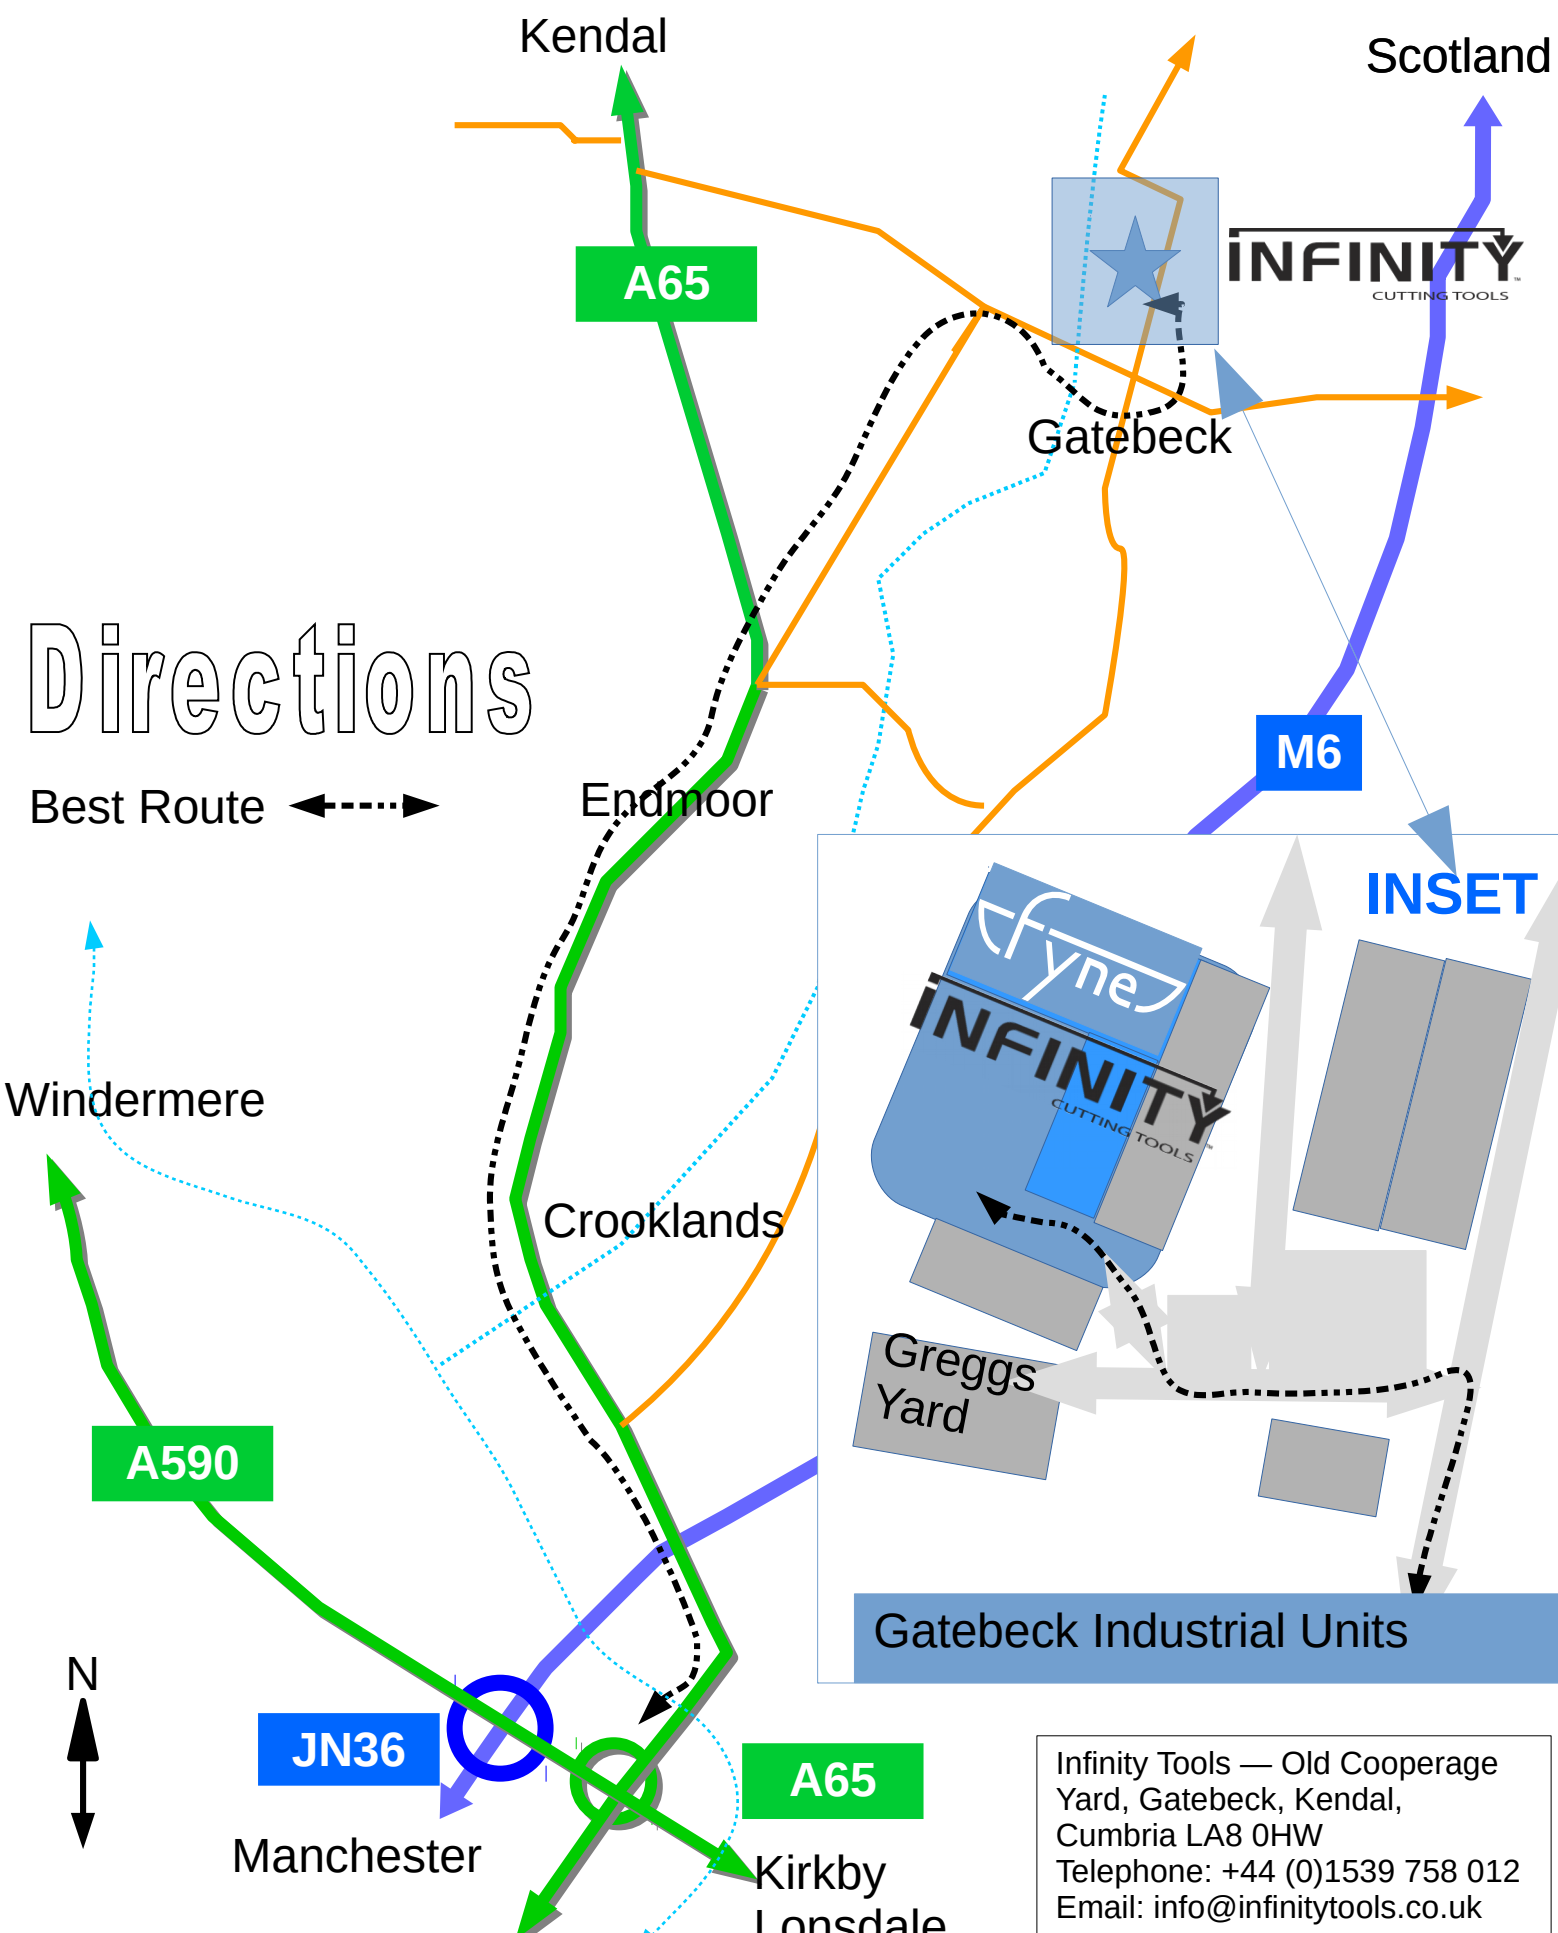 Kendal
Scotland
A65
INFINITY
CUTTING TOOLS
Gatebeck
Directions
M6
Best Route
Endmoor
INSET
fyne
INFINITY
CUTTING TOOLS
Windermere
Crooklands
Greggs
Yard
A590
Gatebeck Industrial Units
N
JN36
A65
Manchester
Kirkby
Lonsdale
Infinity Tools — Old Cooperage
Yard, Gatebeck, Kendal,
Cumbria LA8 0HW
Telephone: +44 (0)1539 758 012
Email: info@infinitytools.co.uk